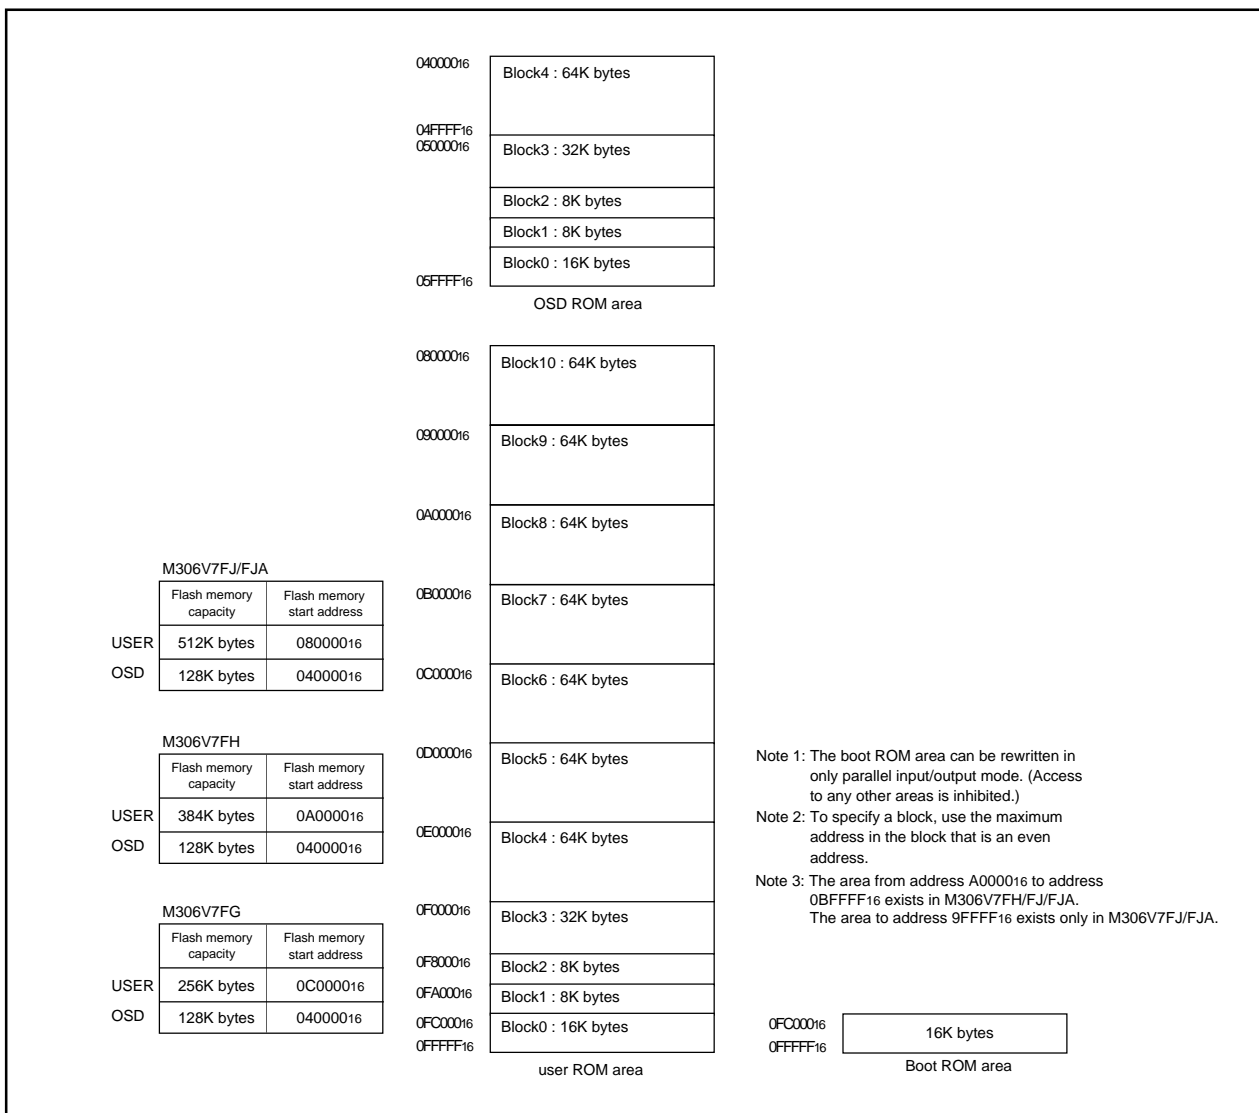 04000016
Block4 : 64K bytes
04FFFF16
05000016
Block3 : 32K bytes
Block2 : 8K bytes
Block1 : 8K bytes
Block0 : 16K bytes
05FFFF16
OSD ROM area
08000016
Block10 : 64K bytes
09000016
Block9 : 64K bytes
0A000016
Block8 : 64K bytes
0B000016
Block7 : 64K bytes
0C000016
Block6 : 64K bytes
0D000016
Block5 : 64K bytes
0E000016
Block4 : 64K bytes
0F000016
Block3 : 32K bytes
0F800016
Block2 : 8K bytes
0FA00016
Block1 : 8K bytes
0FC00016
Block0 : 16K bytes
0FFFFF16
user ROM area
M306V7FJ/FJA
Flash memory capacity Flash memory start address
USER 512K bytes 08000016
OSD 128K bytes 04000016
M306V7FH
Flash memory capacity Flash memory start address
USER 384K bytes 0A000016
OSD 128K bytes 04000016
M306V7FG
Flash memory capacity Flash memory start address
USER 256K bytes 0C000016
OSD 128K bytes 04000016
Note 1: The boot ROM area can be rewritten in
only parallel input/output mode. (Access
to any other areas is inhibited.)
Note 2: To specify a block, use the maximum
address in the block that is an even
address.
Note 3: The area from address A000016 to address
0BFFFF16 exists in M306V7FH/FJ/FJA.
The area to address 9FFFF16 exists only in M306V7FJ/FJA.
0FC00016
16K bytes
0FFFFF16
Boot ROM area